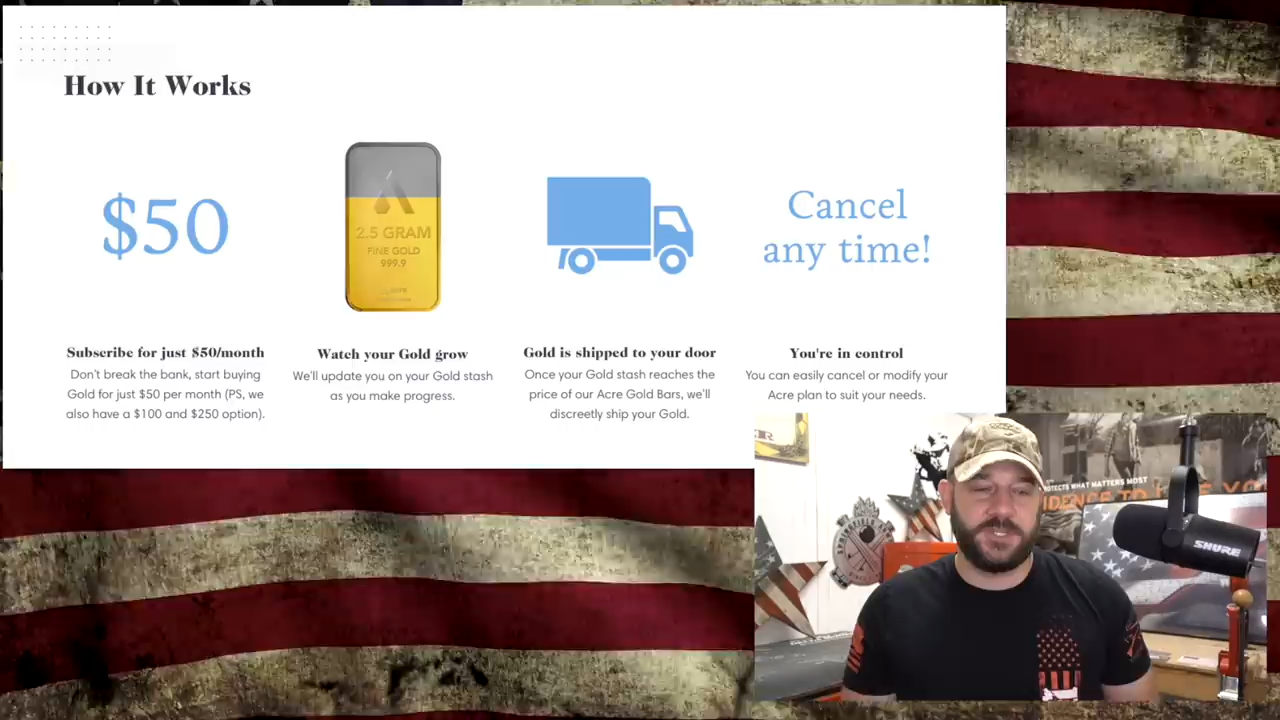 How It Works
$50
2.5 GRAM
FINE GOLD
999.9
Cancel
any time!
Subscribe for just $50/month
Don't break the bank, start buying
Gold for just $50 per month (PS, we
also have a $100 and $250 option).
Watch your Gold grow
We'll update you on your Gold stash
as you make progress.
Gold is shipped to your door
Once your Gold stash reaches the
price of our Acre Gold Bars, we'll
discreetly ship your Gold.
You're in control
You can easily cancel or modify your
Acre plan to suit your needs.
PROTECTS WHAT MATTERS MOST
SHURE